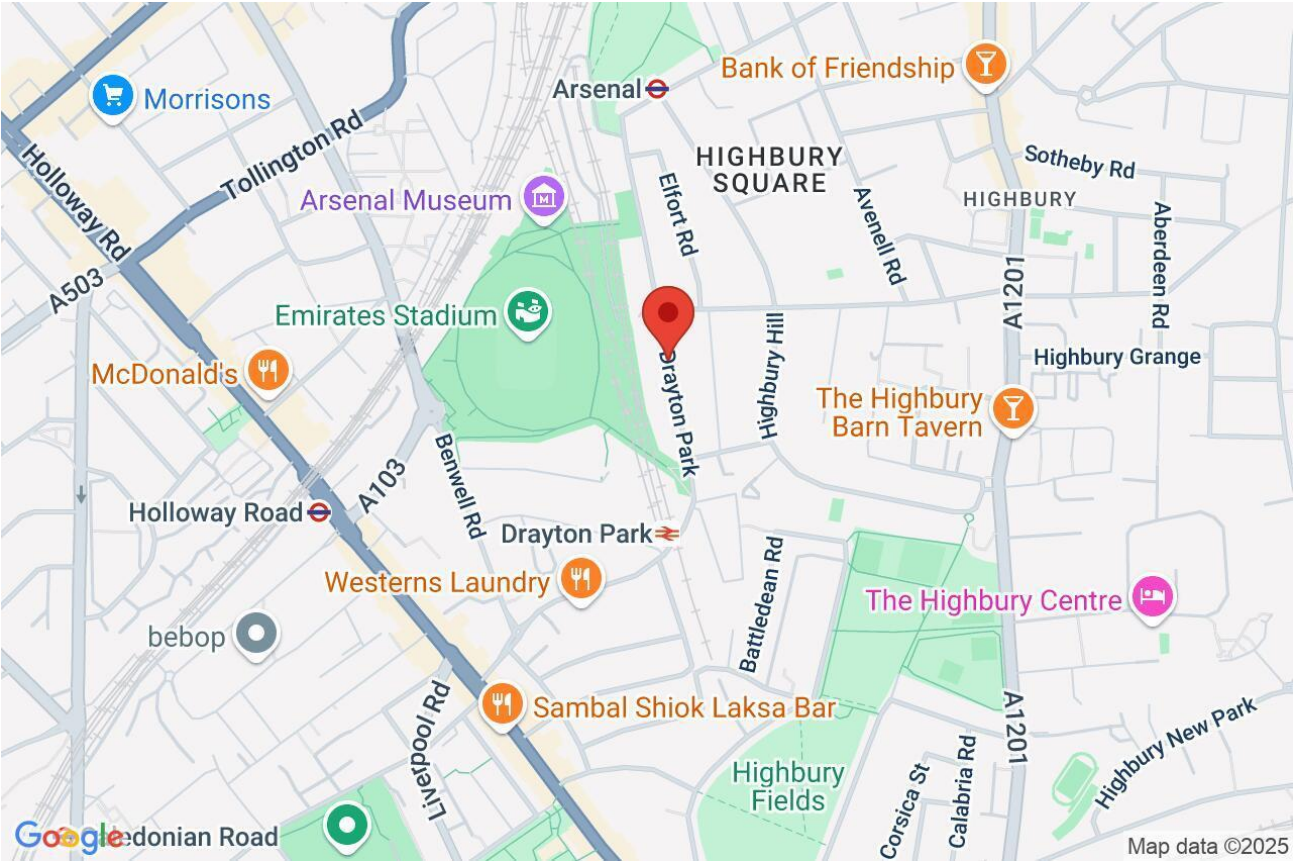 Bank of Friendship
Arsenal
Morrisons
Tollington Rd
Holloway Rd
HIGHBURY
SQUARE
Sotheby Rd
Arsenal Museum
Elfort Rd
HIGHBURY
Avenell Rd
Aberdeen Rd
A503
A1201
Emirates Stadium
Highbury Hill
Highbury Grange
McDonald's
Drayton Park
The Highbury
Barn Tavern
Benwell Rd
A103
Holloway Road
Drayton Park
Westerns Laundry
Battledean Rd
The Highbury Centre
bebop
Liverpool Rd
Sambal Shiok Laksa Bar
A1201
Highbury New Park
Highbury
Fields
Corsica St
Calabria Rd
Google
edonian Road
Map data ©2025